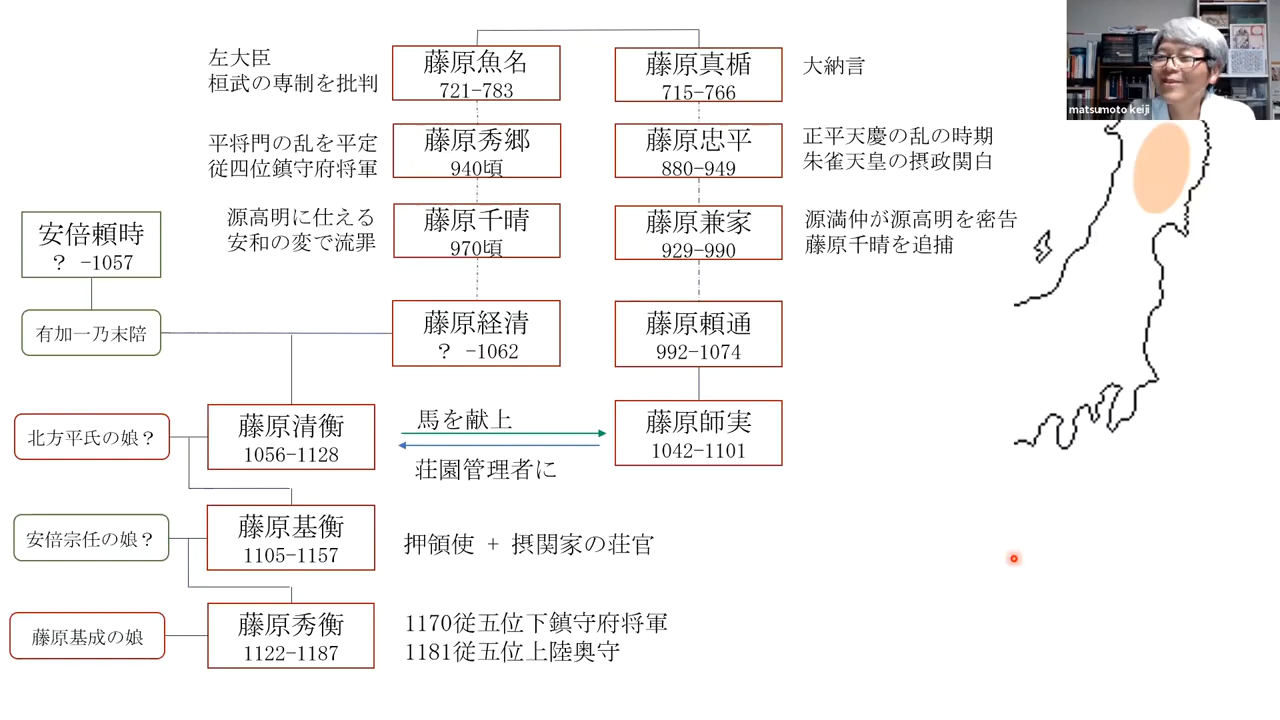 左大臣
桓武の専制を批判
藤原魚名
721-783
藤原真楯
715-766
大納言
matsumoto keiji
平将門の乱を平定
従四位鎮守府将軍
藤原秀郷
940頃
藤原忠平
880-949
正平天慶の乱の時期
朱雀天皇の摂政関白
源高明に仕える
安和の変で流罪
藤原千晴
970頃
藤原兼家
929-990
源満仲が源高明を密告
藤原千晴を追捕
安倍頼時
？ -1057
有加一乃末陪
藤原経清
？ -1062
藤原頼通
992-1074
北方平氏の娘？
藤原清衡
1056-1128
馬を献上
荘園管理者に
藤原師実
1042-1101
安倍宗任の娘？
藤原基衡
1105-1157
押領使 + 摂関家の荘官
藤原基成の娘
藤原秀衡
1122-1187
1170従五位下鎮守府将軍
1181従五位上陸奥守